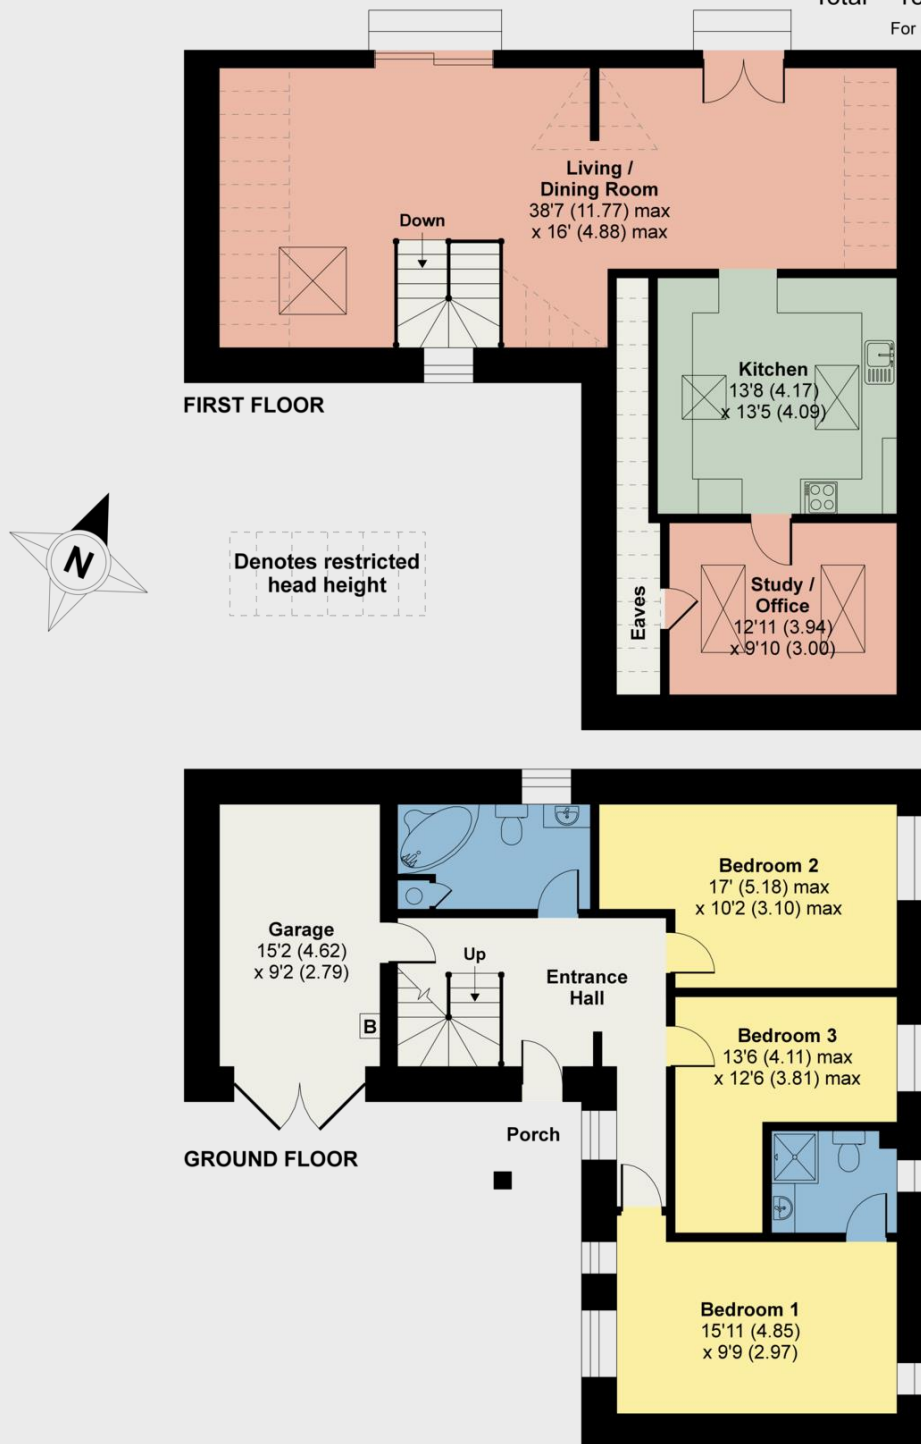 For
Living /
Dining Room
38'7 (11.77) max
x 16' (4.88) max
Down
Kitchen
13'8 (4.17)
x 13'5 (4.09)
FIRST FLOOR
N
Denotes restricted
head height
Eaves
Study /
Office
12'11 (3.94)
x 9'10 (3.00)
Bedroom 2
17' (5.18) max
x 10'2 (3.10) max
Garage
15'2 (4.62)
x 9'2 (2.79)
Up
Entrance
Hall
B
Bedroom 3
13'6 (4.11) max
x 12'6 (3.81) max
Porch
GROUND FLOOR
Bedroom 1
15'11 (4.85)
x 9'9 (2.97)